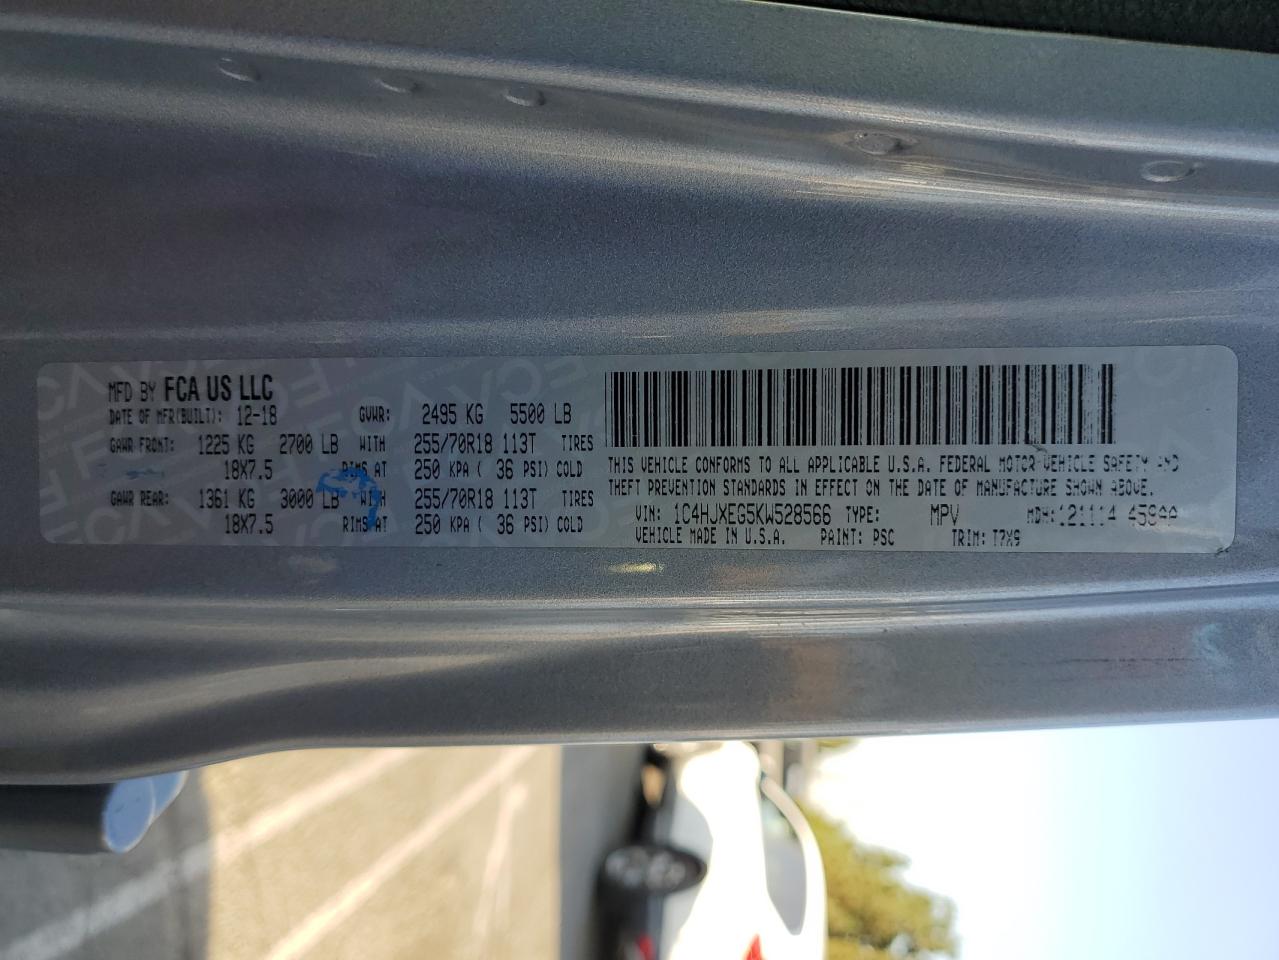 MFD BY FCA US LLC
DATE OF MFR(BUILT): 12-18 GVWR: 2495 KG 5500 LB
GAWR FRONT: 1225 KG 2700 LB WITH 255/70R18 113T TIRES
18X7.5 RIMS AT 250 KPA ( 36 PSI) COLD
GAWR REAR: 1361 KG 3000 LB WITH 255/70R18 113T TIRES
18X7.5 RIMS AT 250 KPA ( 36 PSI) COLD
THIS VEHICLE CONFORMS TO ALL APPLICABLE U.S.A. FEDERAL MOTOR VEHICLE SAFETY AND
THEFT PREVENTION STANDARDS IN EFFECT ON THE DATE OF MANUFACTURE SHOWN ABOVE.
VIN: 1C4HJXEG5KW528566 TYPE: MPV MDH: 121114
VEHICLE MADE IN U.S.A. PAINT: PSC TRIM: